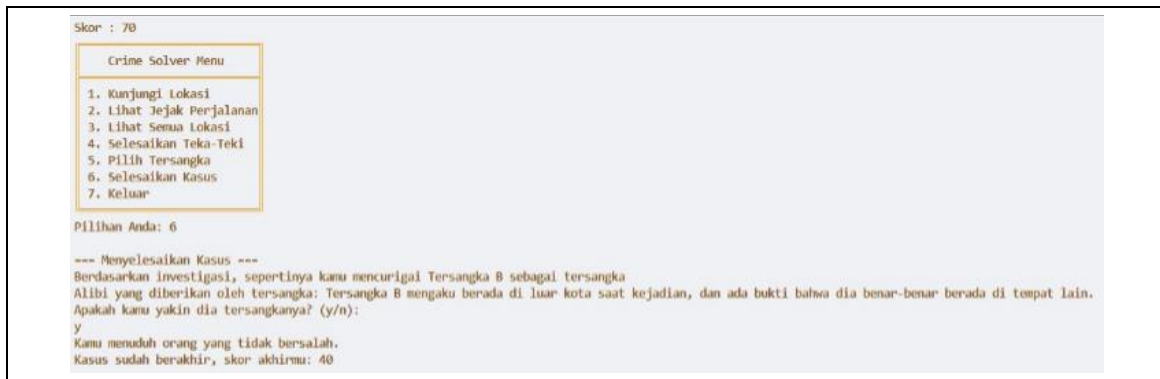 Skor : 70
Crime Solver Menu
1. Kunjungi Lokasi
2. Lihat Jejak Perjalanan
3. Lihat Semua Lokasi
4. Selesaikan Teka-Teki
5. Pilih Tersangka
6. Selesaikan Kasus
7. Keluar
Pilihan Anda: 6
--- Menyelesaikan Kasus ---
Berdasarkan investigasi, sepertinya kamu mencurigai Tersangka B sebagai tersangka
Alibi yang diberikan oleh tersangka: Tersangka B mengaku berada di luar kota saat kejadian, dan ada bukti bahwa dia benar-benar berada di tempat lain.
Apakah kamu yakin dia tersangkanya? (y/n):
y
Kamu menuduh orang yang tidak bersalah.
Kasus sudah berakhir, skor akhirmu: 40